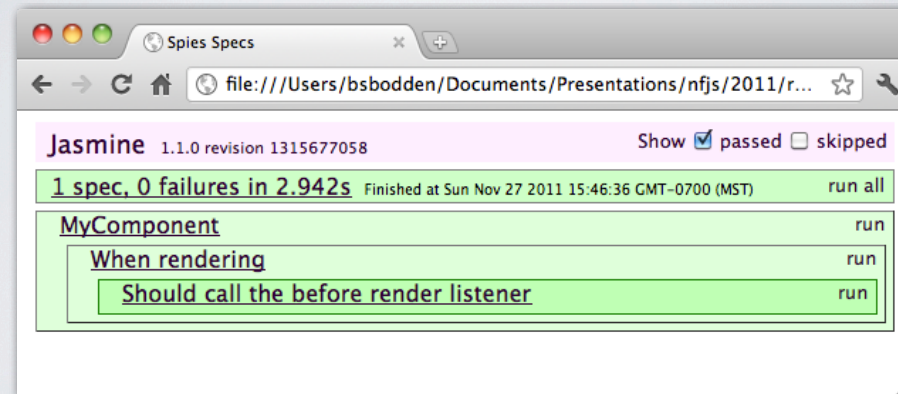 Spies Specs
file:///Users/bsbodden/Documents/Presentations/nfjs/2011/r...
Jasmine 1.1.0 revision 1315677058 Show passed skipped
1 spec, 0 failures in 2.942s Finished at Sun Nov 27 2011 15:46:36 GMT-0700 (MST) run all
MyComponent run
When rendering run
Should call the before render listener run